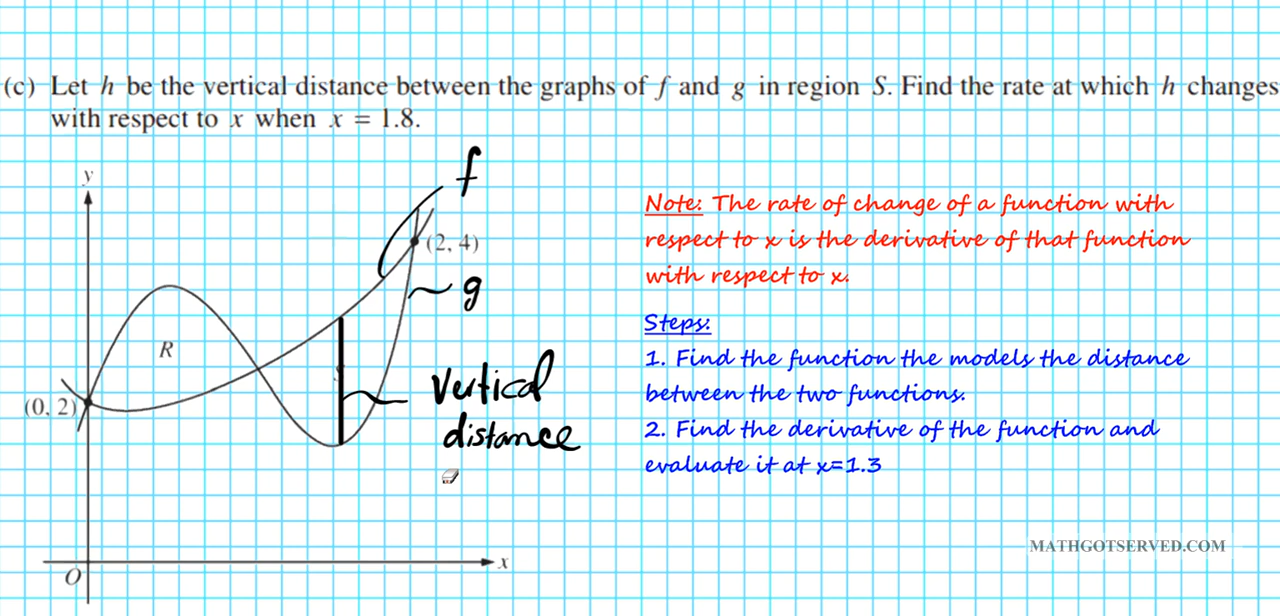 (c) Let h be the vertical distance between the graphs of f and g in region S. Find the rate at which h changes
with respect to x when x = 1.8.
y
f
Note: The rate of change of a function with
(2, 4)
respect to x is the derivative of that function
with respect to x.
g
Steps:
R
1. Find the function the models the distance
between the two functions.
Vertical
(0, 2)
2. Find the derivative of the function and
distance
evaluate it at x=1.3
MATHGOTSERVED.COM
x
O